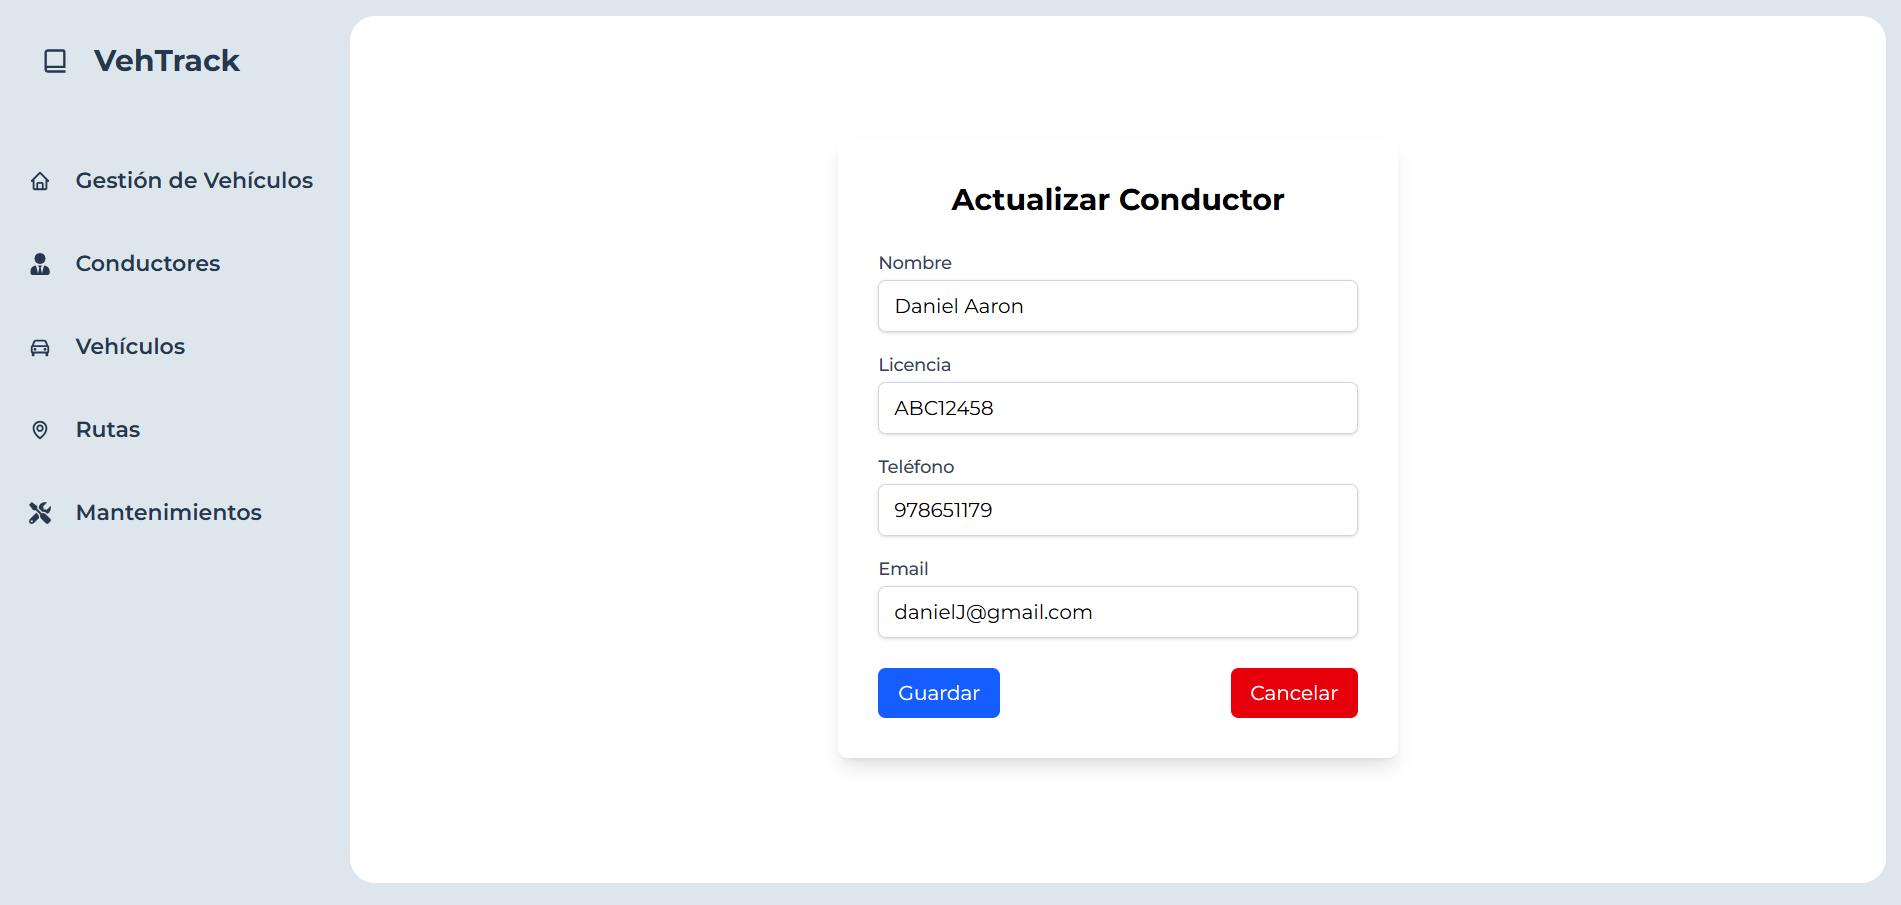 VehTrack
Gestión de Vehículos
Conductores
Vehículos
Rutas
Mantenimientos
Actualizar Conductor
Nombre
Daniel Aaron
Licencia
ABC12458
Teléfono
978651179
Email
danielJ@gmail.com
Guardar
Cancelar